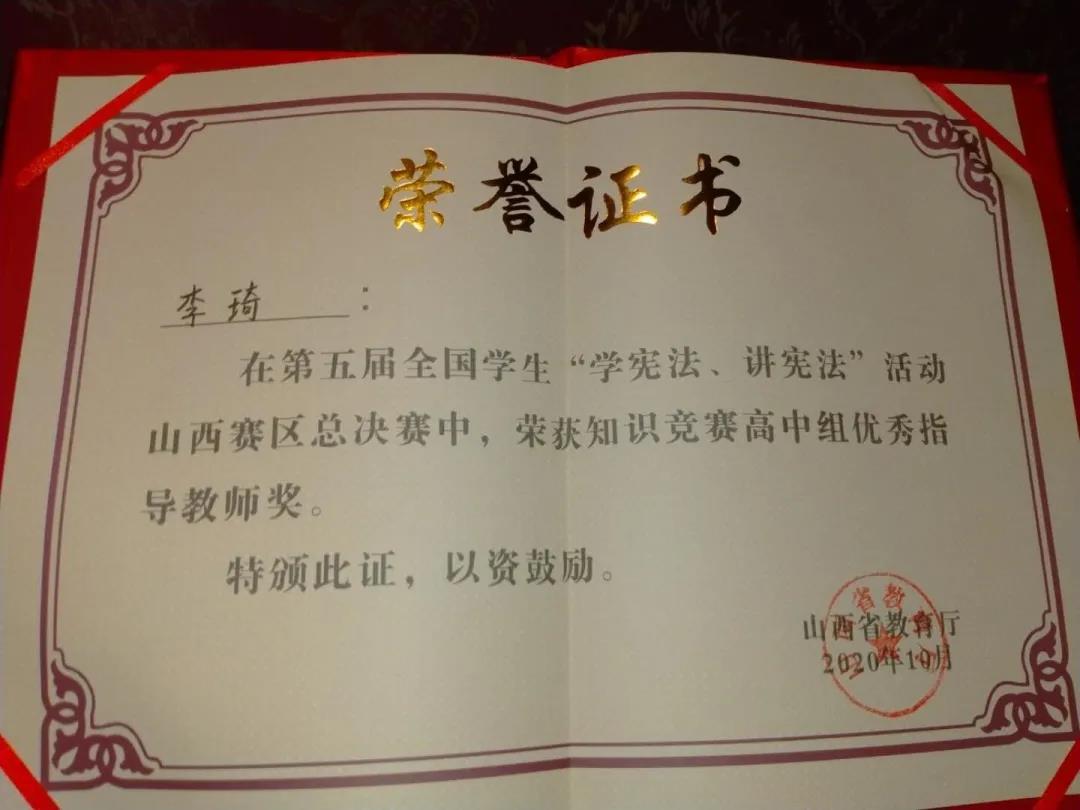 荣誉证书
李琦：
在第五届全国学生“学宪法、讲宪法”活动
山西赛区总决赛中，荣获知识竞赛高中组优秀指
导教师奖。
特颁此证，以资鼓励。
山西省教育厅
2020年10月